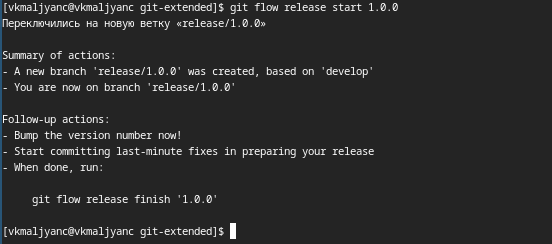 [vkmaljyanc@vkmaljyanc git-extended]$ git flow release start 1.0.0
Переключились на новую ветку «release/1.0.0»
Summary of actions:
- A new branch 'release/1.0.0' was created, based on 'develop'
- You are now on branch 'release/1.0.0'
Follow-up actions:
- Bump the version number now!
- Start committing last-minute fixes in preparing your release
- When done, run:
git flow release finish '1.0.0'
[vkmaljyanc@vkmaljyanc git-extended]$